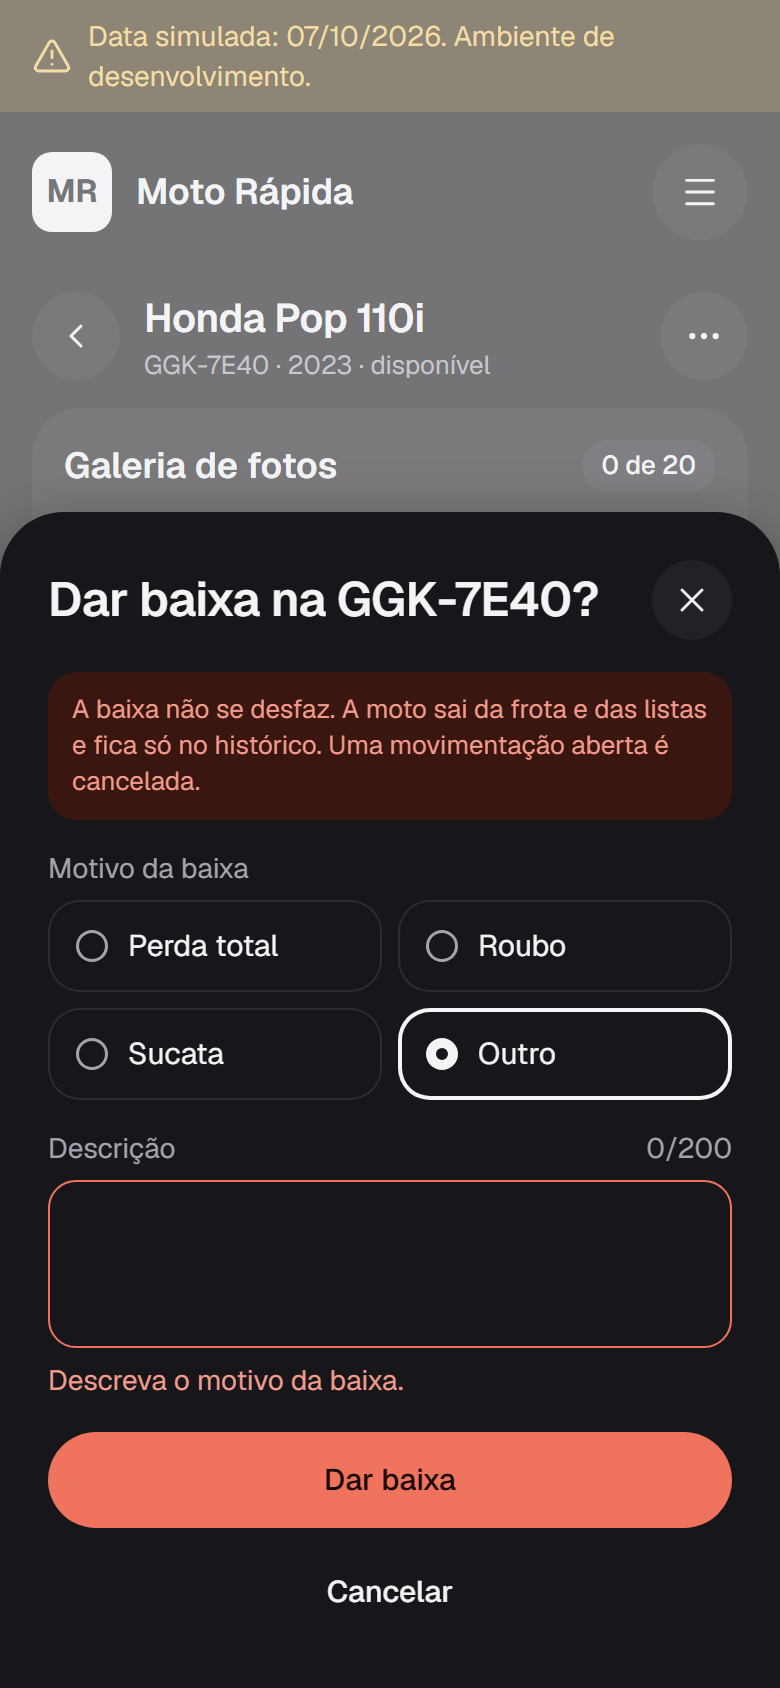 Data simulada: 07/10/2026. Ambiente de
desenvolvimento.
MR
Moto Rápida
Honda Pop 110i
GGK-7E40 · 2023 · disponível
Galeria de fotos
0 de 20
Dar baixa na GGK-7E40?
A baixa não se desfaz. A moto sai da frota e das listas
e fica só no histórico. Uma movimentação aberta é
cancelada.
Motivo da baixa
Perda total
Roubo
Sucata
Outro
Descrição
0/200
Descreva o motivo da baixa.
Dar baixa
Cancelar